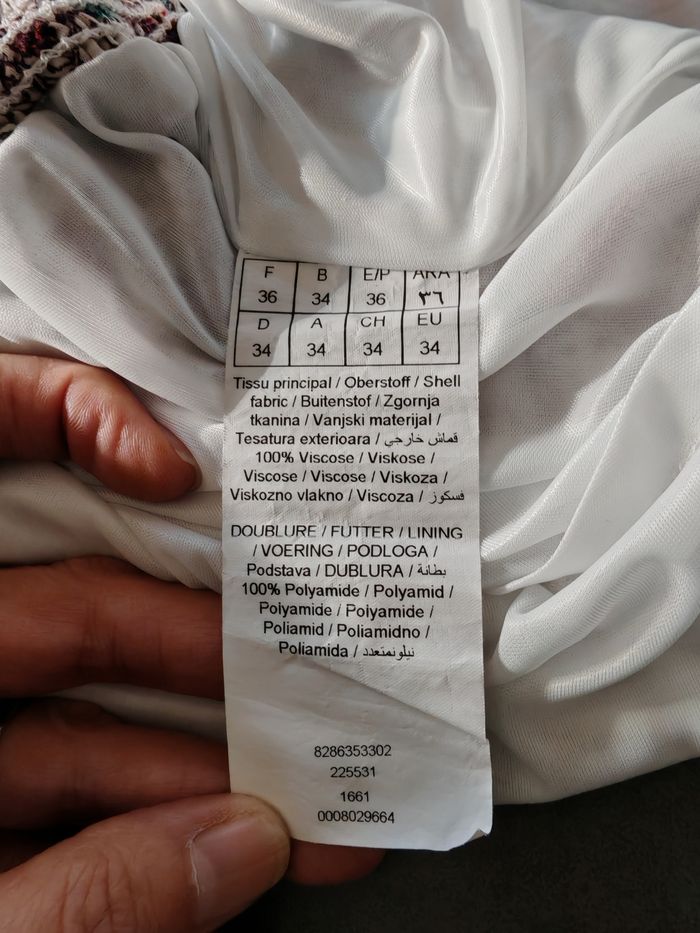 F B E/P ARA
36 34 36 ٣٦
D A CH EU
34 34 34 34
Tissu principal / Oberstoff / Shell
fabric / Buitenstof / Zgornja
tkanina / Vanjski materijal /
Tesatura exterioara / قماش خارجي
100% Viscose / Viskose /
Viscose / Viscose / Viskoza /
Viskozno vlakno / Viscoza / فسكوز
DOUBLURE / FUTTER / LINING
/ VOERING / PODLOGA /
Podstava / DUBLURA / بطانة
100% Polyamide / Polyamid /
Polyamide / Polyamide /
Poliamid / Poliamidno /
Poliamida / نيلونمتعدد
8286353302
225531
1661
0008029664